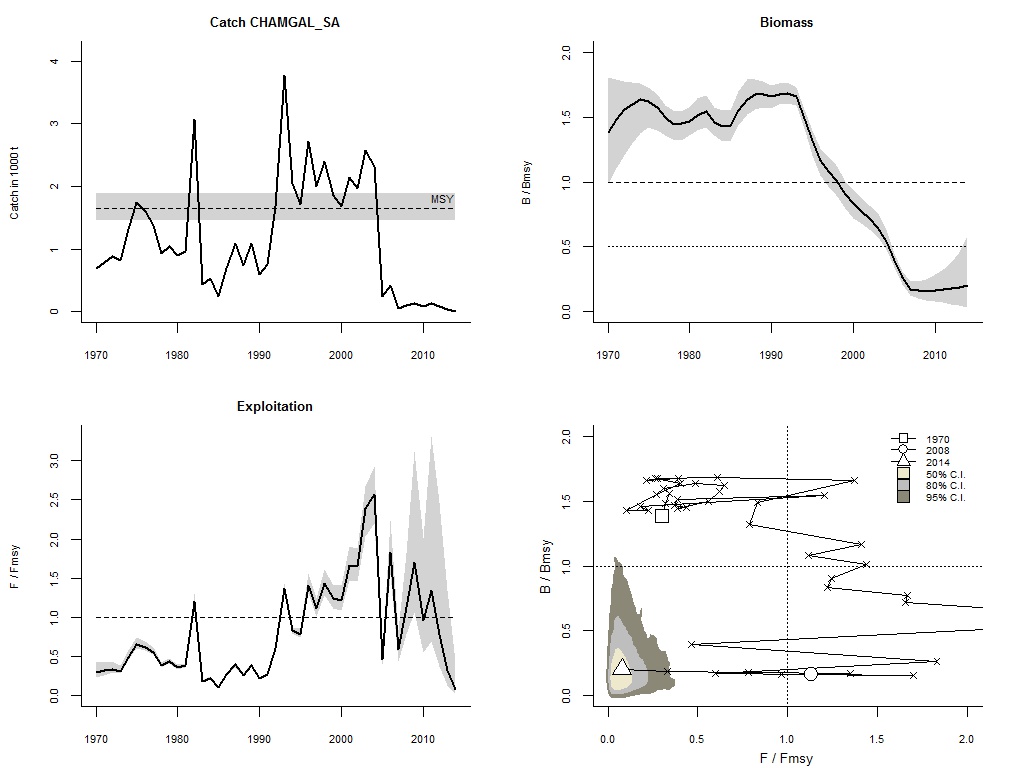 Catch CHAMGAL_SA
Catch in 1000 t
4
3
2
1
0
MSY
1970 1980 1990 2000 2010
Biomass
B / Bmsy
2.0
1.5
1.0
0.5
0.0
1970 1980 1990 2000 2010
Exploitation
F / Fmsy
3.0
2.5
2.0
1.5
1.0
0.5
0.0
1970 1980 1990 2000 2010
B / Bmsy
2.0
1.5
1.0
0.5
0.0
1970
2008
2014
50% C.I.
80% C.I.
95% C.I.
0.0 0.5 1.0 1.5 2.0
F / Fmsy